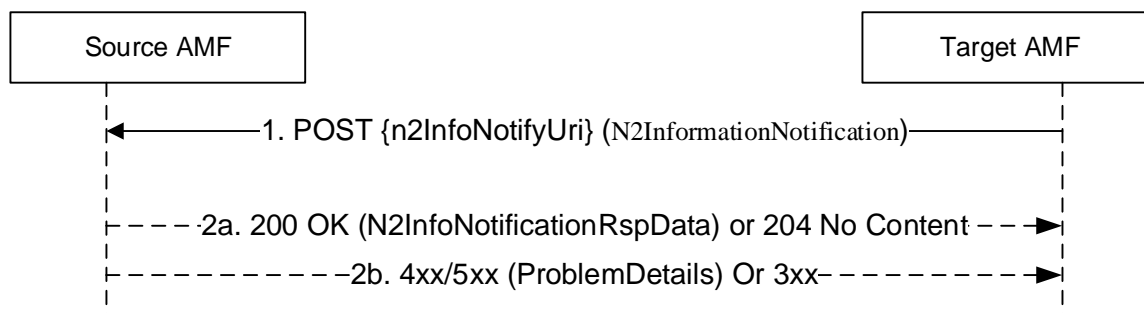 Source AMF
Target AMF
1. POST {n2InfoNotifyUri} (N2InformationNotification)
2a. 200 OK (N2InfoNotificationRspData) or 204 No Content
2b. 4xx/5xx (ProblemDetails) Or 3xx